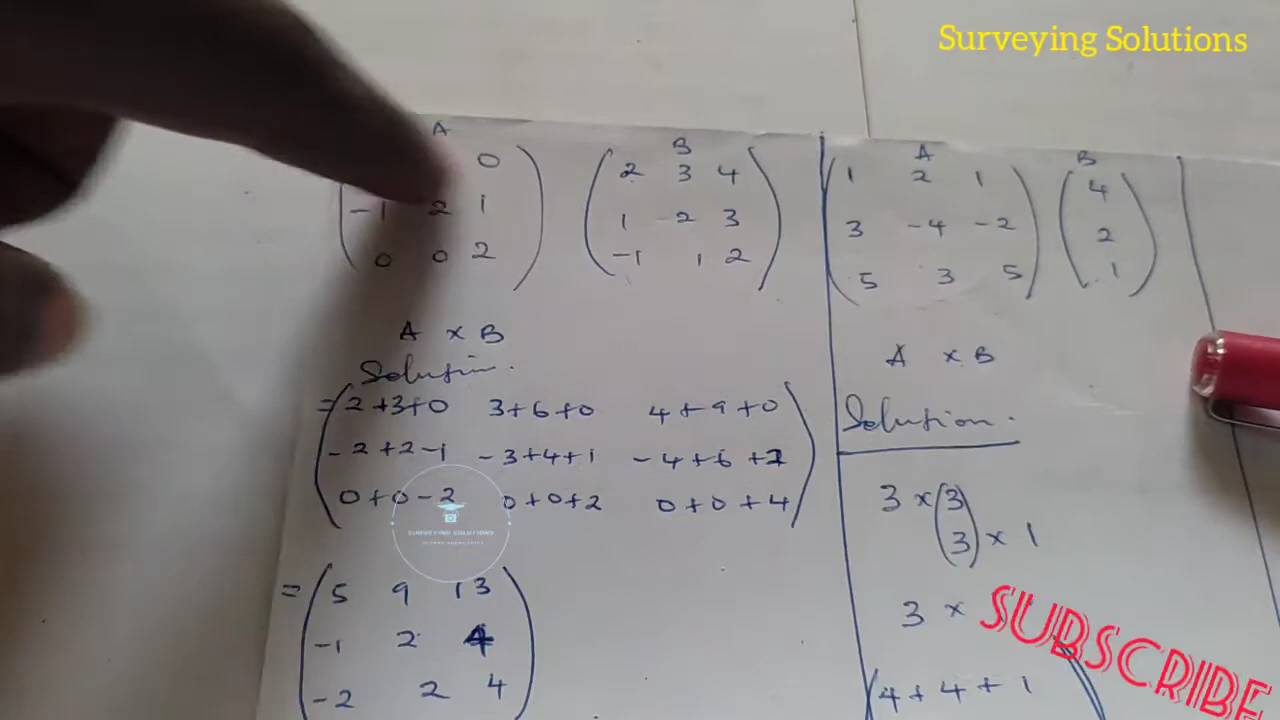 Surveying Solutions
A
0
-1 2 1
0 0 2
B
2 3 4
1 2 3
-1 1 2
A × B
Solution.
= 2+3+0 3+6+0 4+9+0
-2+2-1 -3+4+1 -4+6+2
0+0-2 0+0+2 0+0+4
SURVEYING SOLUTIONS
= 5 9 13
-1 2 4
-2 2 4
A
1 2 1
3 -4 -2
5 3 5
B
4
2
1
A × B
Solution.
3 × 3
3 × 1
3 ×
4+4+1
SUBSCRIBE